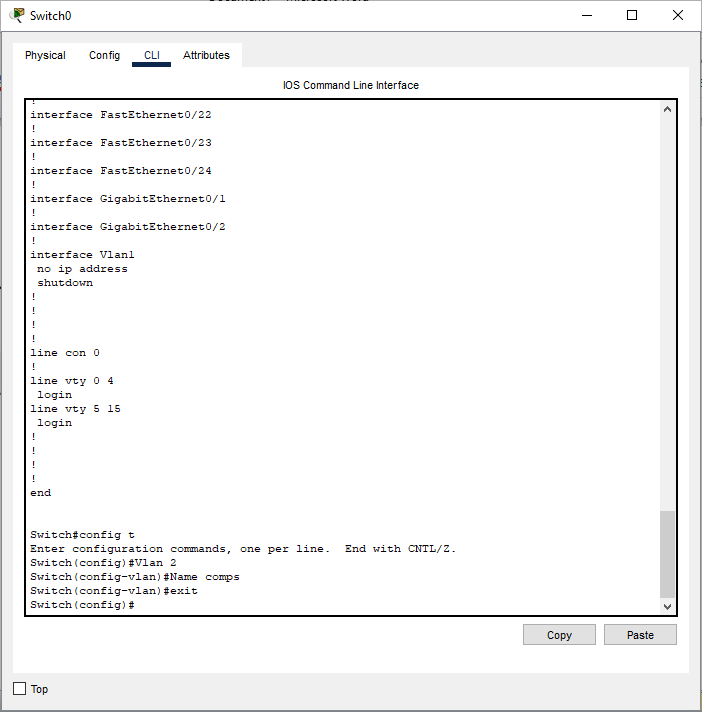 Switch0
Physical Config CLI Attributes
IOS Command Line Interface
!
interface FastEthernet0/22
!
interface FastEthernet0/23
!
interface FastEthernet0/24
!
interface GigabitEthernet0/1
!
interface GigabitEthernet0/2
!
interface Vlan1
 no ip address
 shutdown
!
!
!
!
line con 0
!
line vty 0 4
 login
line vty 5 15
 login
!
!
!
!
end
Switch#config t
Enter configuration commands, one per line.  End with CNTL/Z.
Switch(config)#Vlan 2
Switch(config-vlan)#Name comps
Switch(config-vlan)#exit
Switch(config)#
Copy Paste
Top